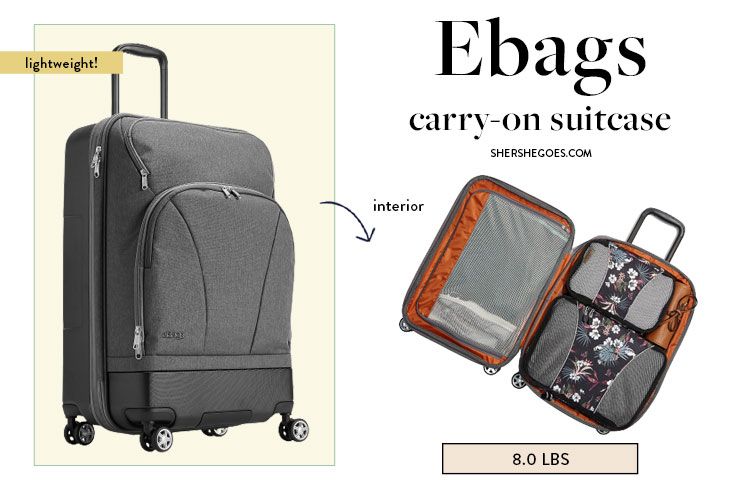 lightweight!
Ebags
carry-on suitcase
SHERSHEGOES.COM
interior
8.0 LBS